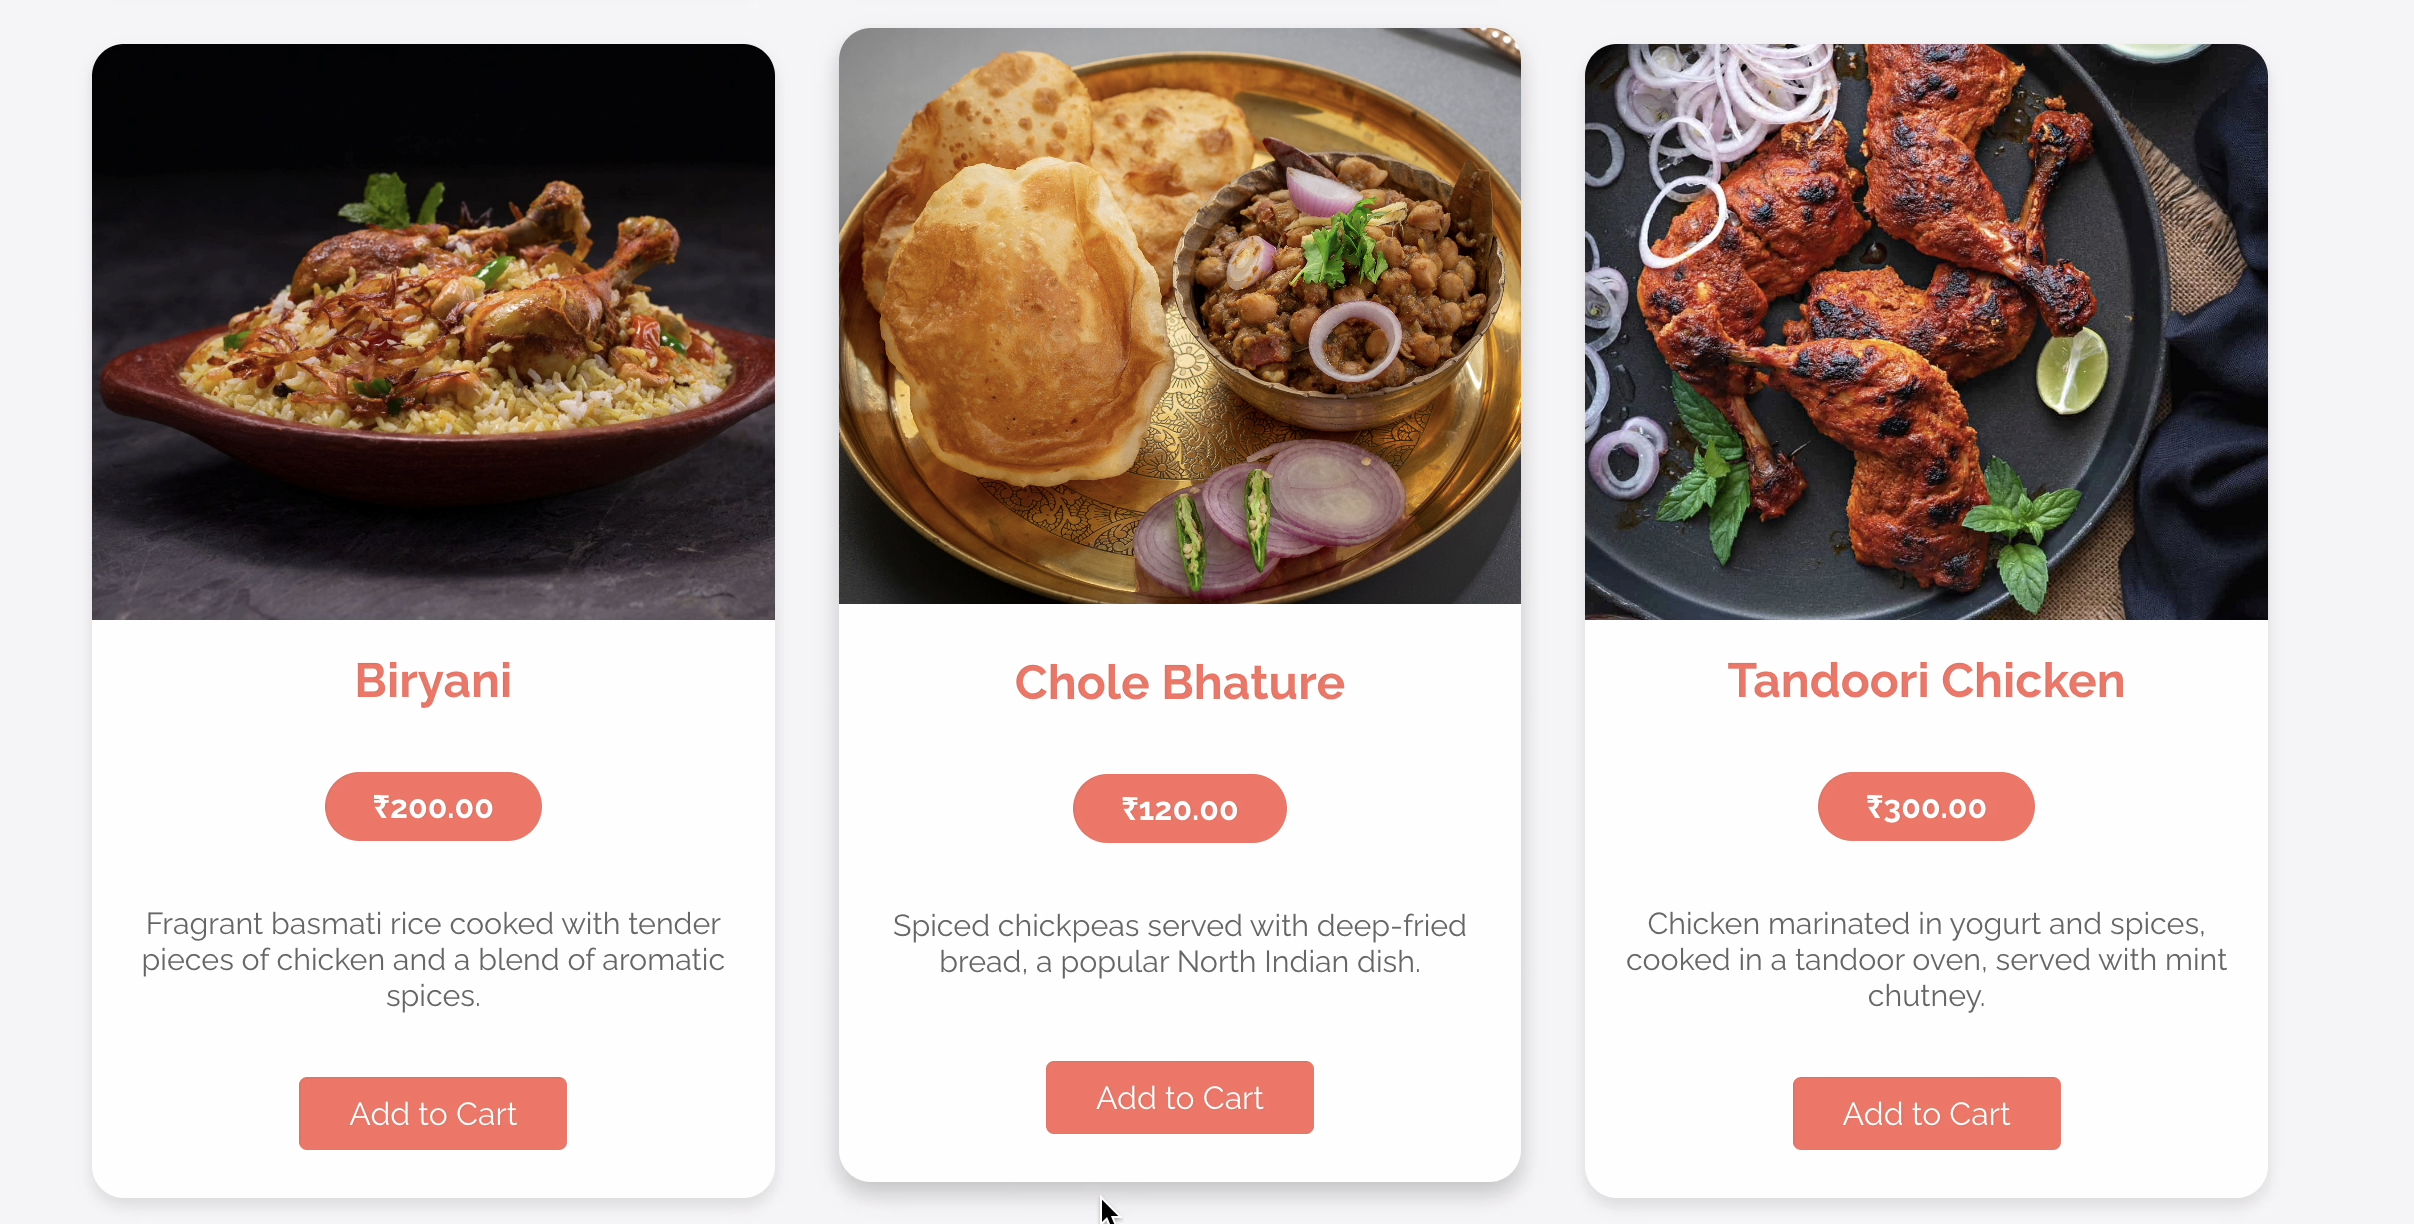 Biryani
₹200.00
Fragrant basmati rice cooked with tender
pieces of chicken and a blend of aromatic
spices.
Add to Cart
Chole Bhature
₹120.00
Spiced chickpeas served with deep-fried
bread, a popular North Indian dish.
Add to Cart
Tandoori Chicken
₹300.00
Chicken marinated in yogurt and spices,
cooked in a tandoor oven, served with mint
chutney.
Add to Cart